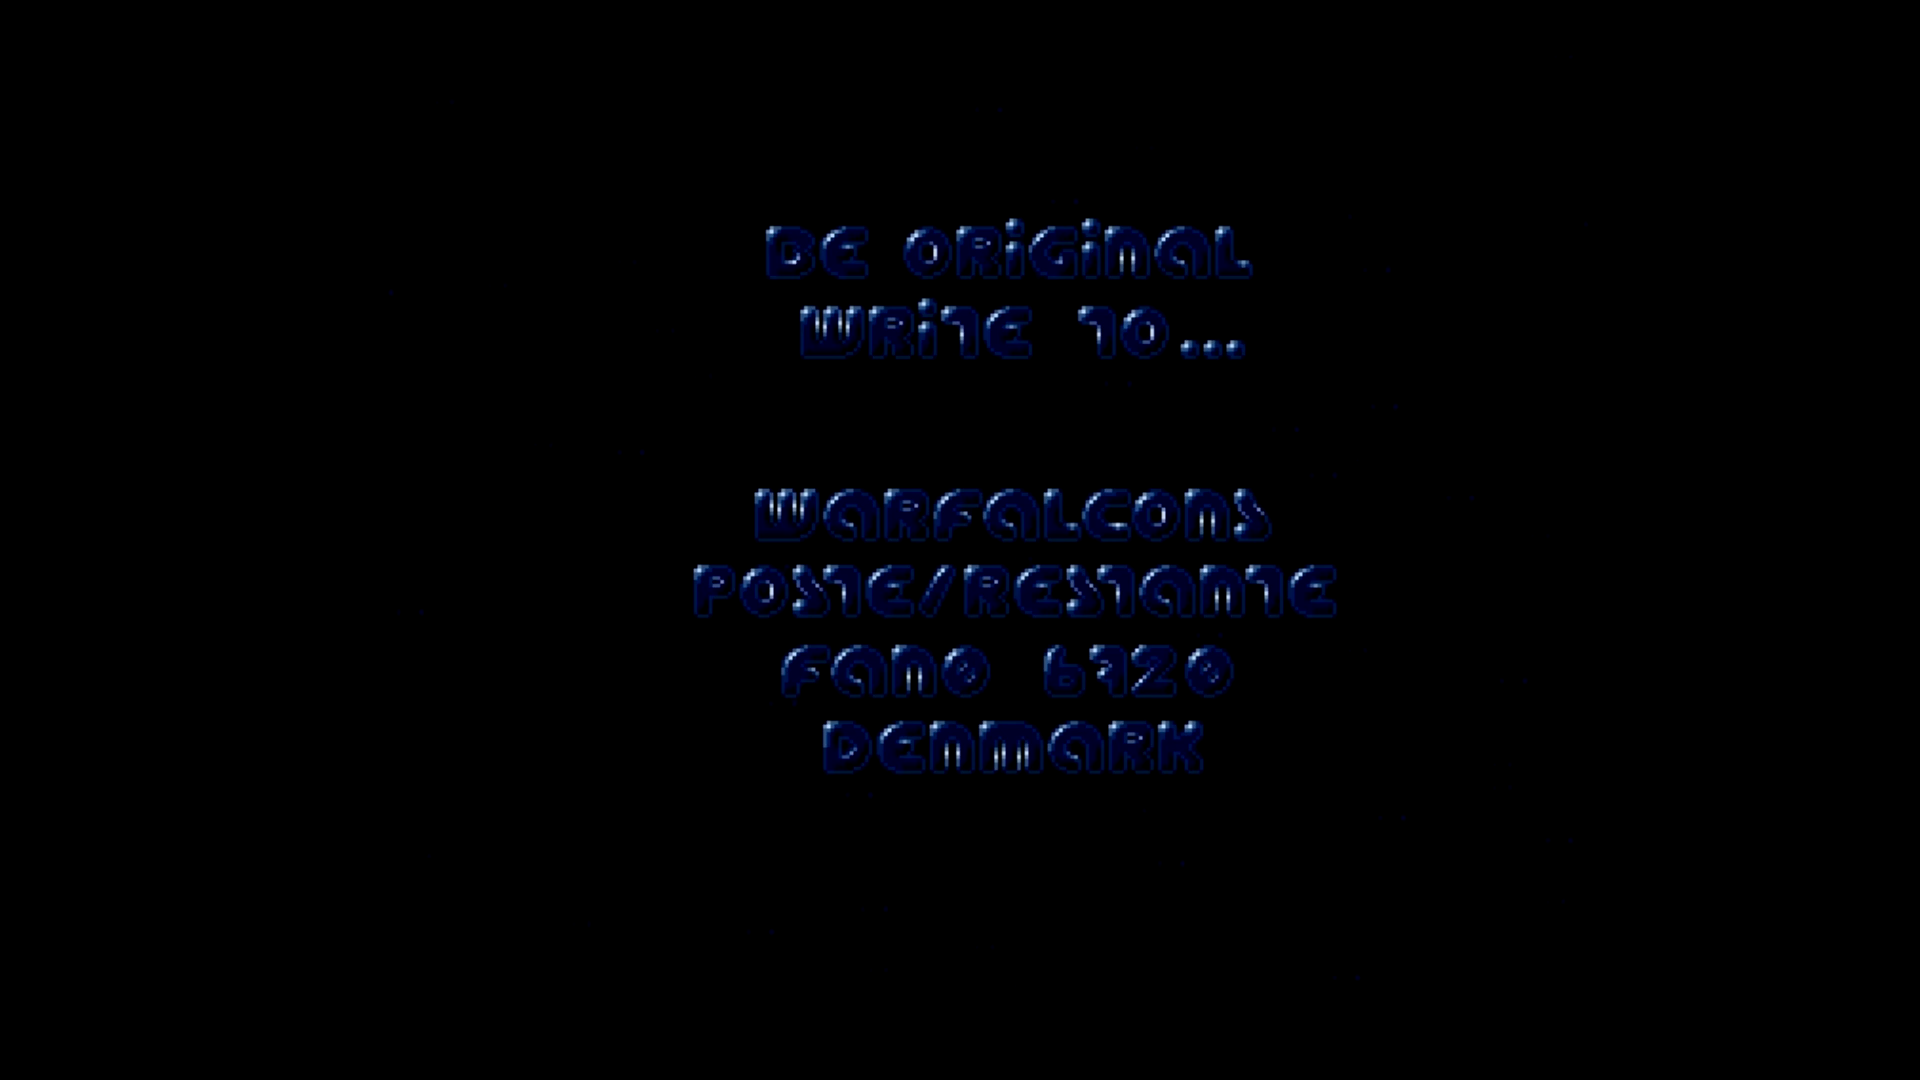 BE ORiGiNAL
WRiTE TO...
WARFALCONS
POSTE/RESTANTE
FANO 6720
DENMARK